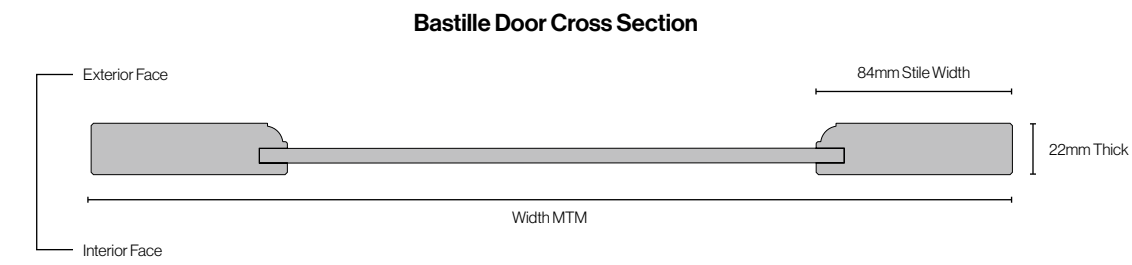 Bastille Door Cross Section
Exterior Face
84mm Stile Width
22mm Thick
Width MTM
Interior Face